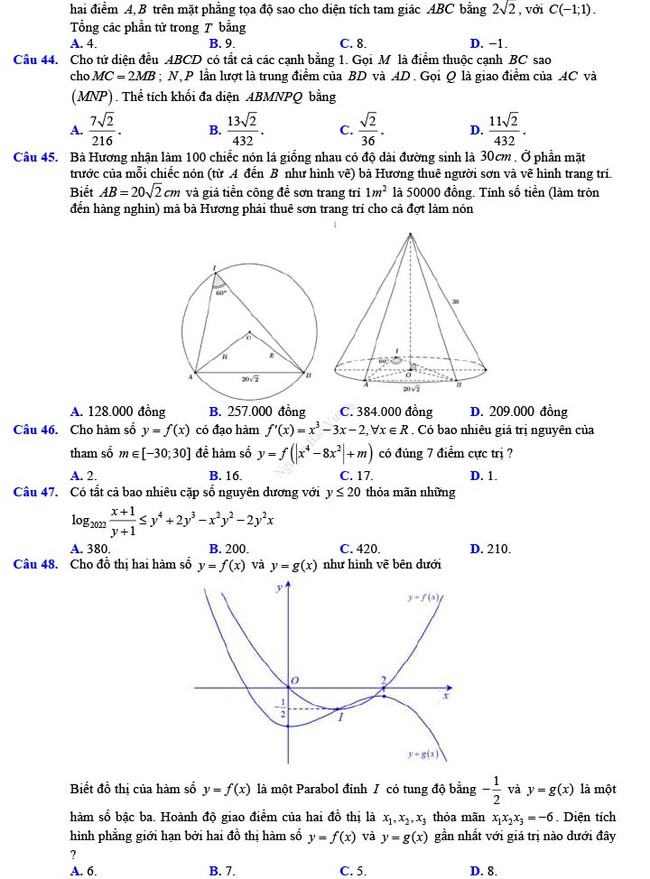 hai điểm A, B trên mặt phẳng tọa độ sao cho diện tích tam giác ABC bằng 2√2, với C(−1;1).
Tổng các phần tử trong T bằng
A. 4. B. 9. C. 8. D. −1.
Câu 44. Cho tứ diện đều ABCD có tất cả các cạnh bằng 1. Gọi M là điểm thuộc cạnh BC sao
cho MC = 2MB; N, P lần lượt là trung điểm của BD và AD. Gọi Q là giao điểm của AC và
(MNP). Thể tích khối đa diện ABMNPQ bằng
A. 7√2/216. B. 13√2/432. C. √2/36. D. 11√2/432.
Câu 45. Bà Hương nhận làm 100 chiếc nón lá giống nhau có độ dài đường sinh là 30cm. Ở phần mặt
trước của mỗi chiếc nón (từ A đến B như hình vẽ) bà Hương thuê người sơn và vẽ hình trang trí.
Biết AB = 20√2 cm và giá tiền công để sơn trang trí 1m² là 50000 đồng. Tính số tiền (làm tròn
đến hàng nghìn) mà bà Hương phải thuê sơn trang trí cho cả đợt làm nón
I
60°
O
R
R
A
B
20√2
30
I
60°
O
A
B
20√2
A. 128.000 đồng B. 257.000 đồng C. 384.000 đồng D. 209.000 đồng
Câu 46. Cho hàm số y = f(x) có đạo hàm f'(x) = x³ − 3x − 2, ∀x ∈ R. Có bao nhiêu giá trị nguyên của
tham số m ∈ [−30;30] để hàm số y = f(|x⁴ − 8x²| + m) có đúng 7 điểm cực trị ?
A. 2. B. 16. C. 17. D. 1.
Câu 47. Có tất cả bao nhiêu cặp số nguyên dương với y ≤ 20 thỏa mãn những
log₂₀₂₂ (x+1)/(y+1) ≤ y⁴ + 2y³ − x²y² − 2y²x
A. 380. B. 200. C. 420. D. 210.
Câu 48. Cho đồ thị hai hàm số y = f(x) và y = g(x) như hình vẽ bên dưới
y
y = f(x)
O
2
x
−1/2
I
y = g(x)
Biết đồ thị của hàm số y = f(x) là một Parabol đỉnh I có tung độ bằng −1/2 và y = g(x) là một
hàm số bậc ba. Hoành độ giao điểm của hai đồ thị là x₁, x₂, x₃ thỏa mãn x₁x₂x₃ = −6. Diện tích
hình phẳng giới hạn bởi hai đồ thị hàm số y = f(x) và y = g(x) gần nhất với giá trị nào dưới đây
?
A. 6. B. 7. C. 5. D. 8.